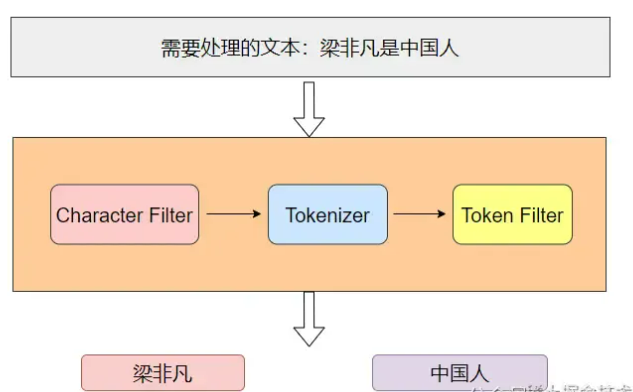 需要处理的文本：梁非凡是中国人
Character Filter
Tokenizer
Token Filter
梁非凡
中国人